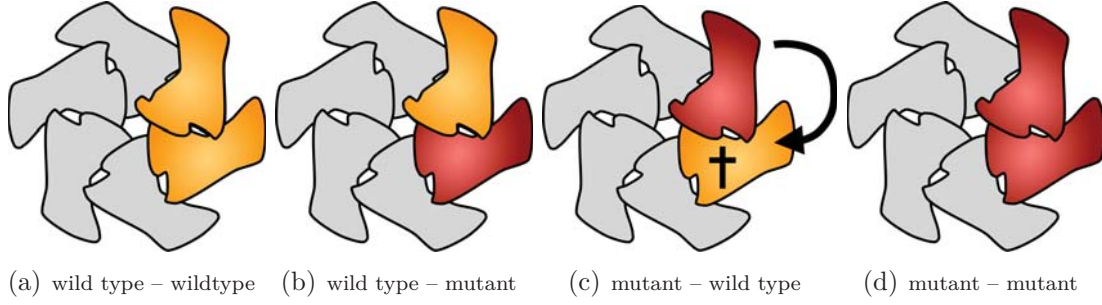 (a) wild type – wildtype (b) wild type – mutant (c) mutant – wild type (d) mutant – mutant